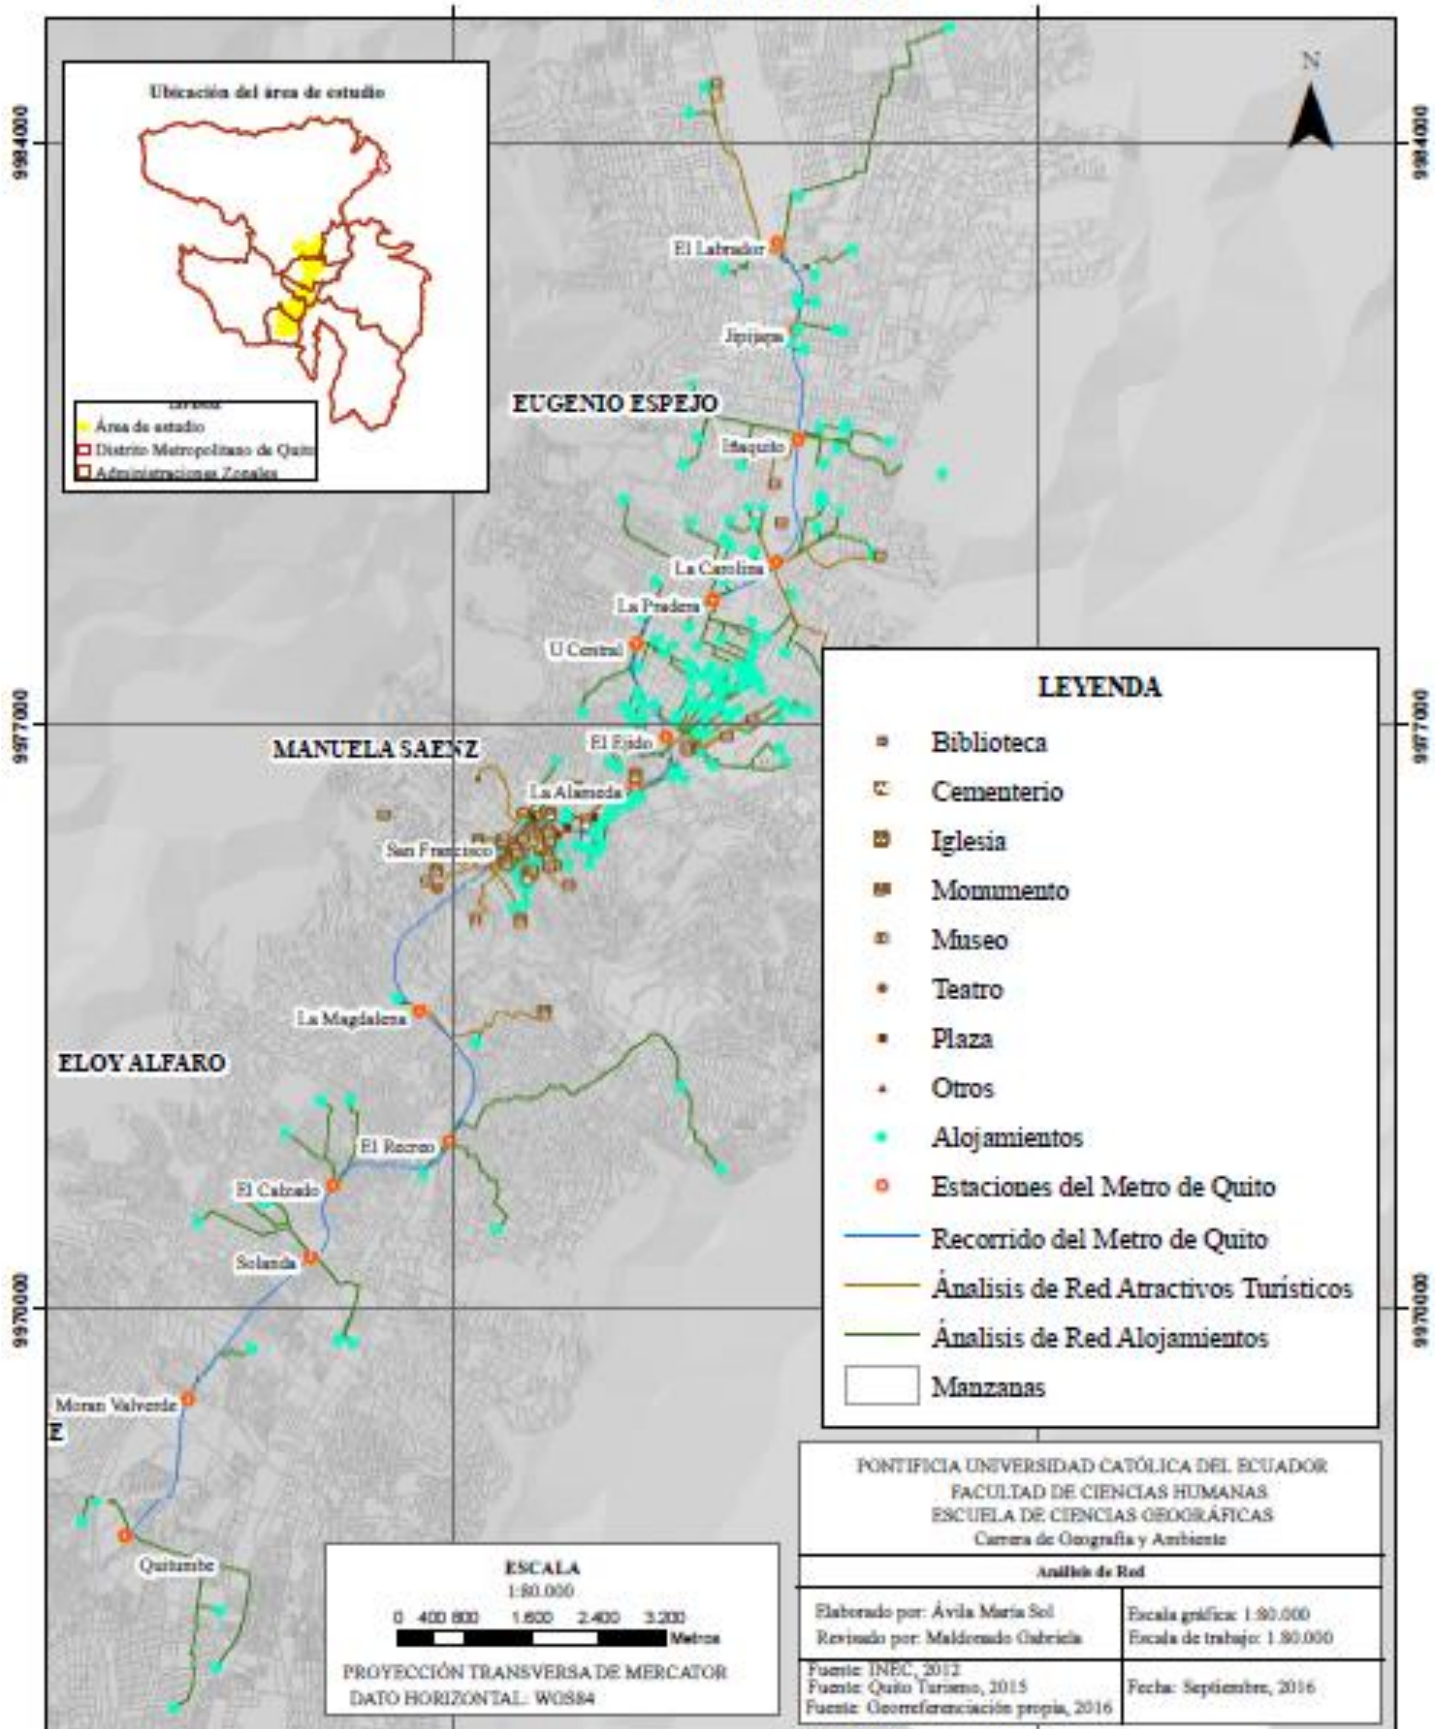 Ubicación del área de estudio
Área de estudio
Distrito Metropolitano de Quito
Administraciones Zonales
N
9984000
9984000
El Labrador
Jipijapa
EUGENIO ESPEJO
Iñaquito
La Carolina
La Pradera
U Central
9977000
9977000
MANUELA SAENZ
El Ejido
La Alameda
San Francisco
La Magdalena
ELOY ALFARO
El Recreo
El Calzado
Solanda
9970000
9970000
Moran Valverde
E
Quitumbe
LEYENDA
Biblioteca
Cementerio
Iglesia
Monumento
Museo
Teatro
Plaza
Otros
Alojamientos
Estaciones del Metro de Quito
Recorrido del Metro de Quito
Ánalisis de Red Atractivos Turísticos
Ánalisis de Red Alojamientos
Manzanas
ESCALA
1:80.000
0 400 800 1.600 2.400 3.200
Metros
PROYECCIÓN TRANSVERSA DE MERCATOR
DATO HORIZONTAL: WGS84
PONTIFICIA UNIVERSIDAD CATÓLICA DEL ECUADOR
FACULTAD DE CIENCIAS HUMANAS
ESCUELA DE CIENCIAS GEOGRÁFICAS
Carrera de Geografía y Ambiente
Análisis de Red
Elaborado por: Ávila María Sol
Revisado por: Maldonado Gabriela
Escala gráfica: 1:80.000
Escala de trabajo: 1.80.000
Fuente: INEC, 2012
Fuente: Quito Turismo, 2015
Fuente: Georreferenciación propia, 2016
Fecha: Septiembre, 2016